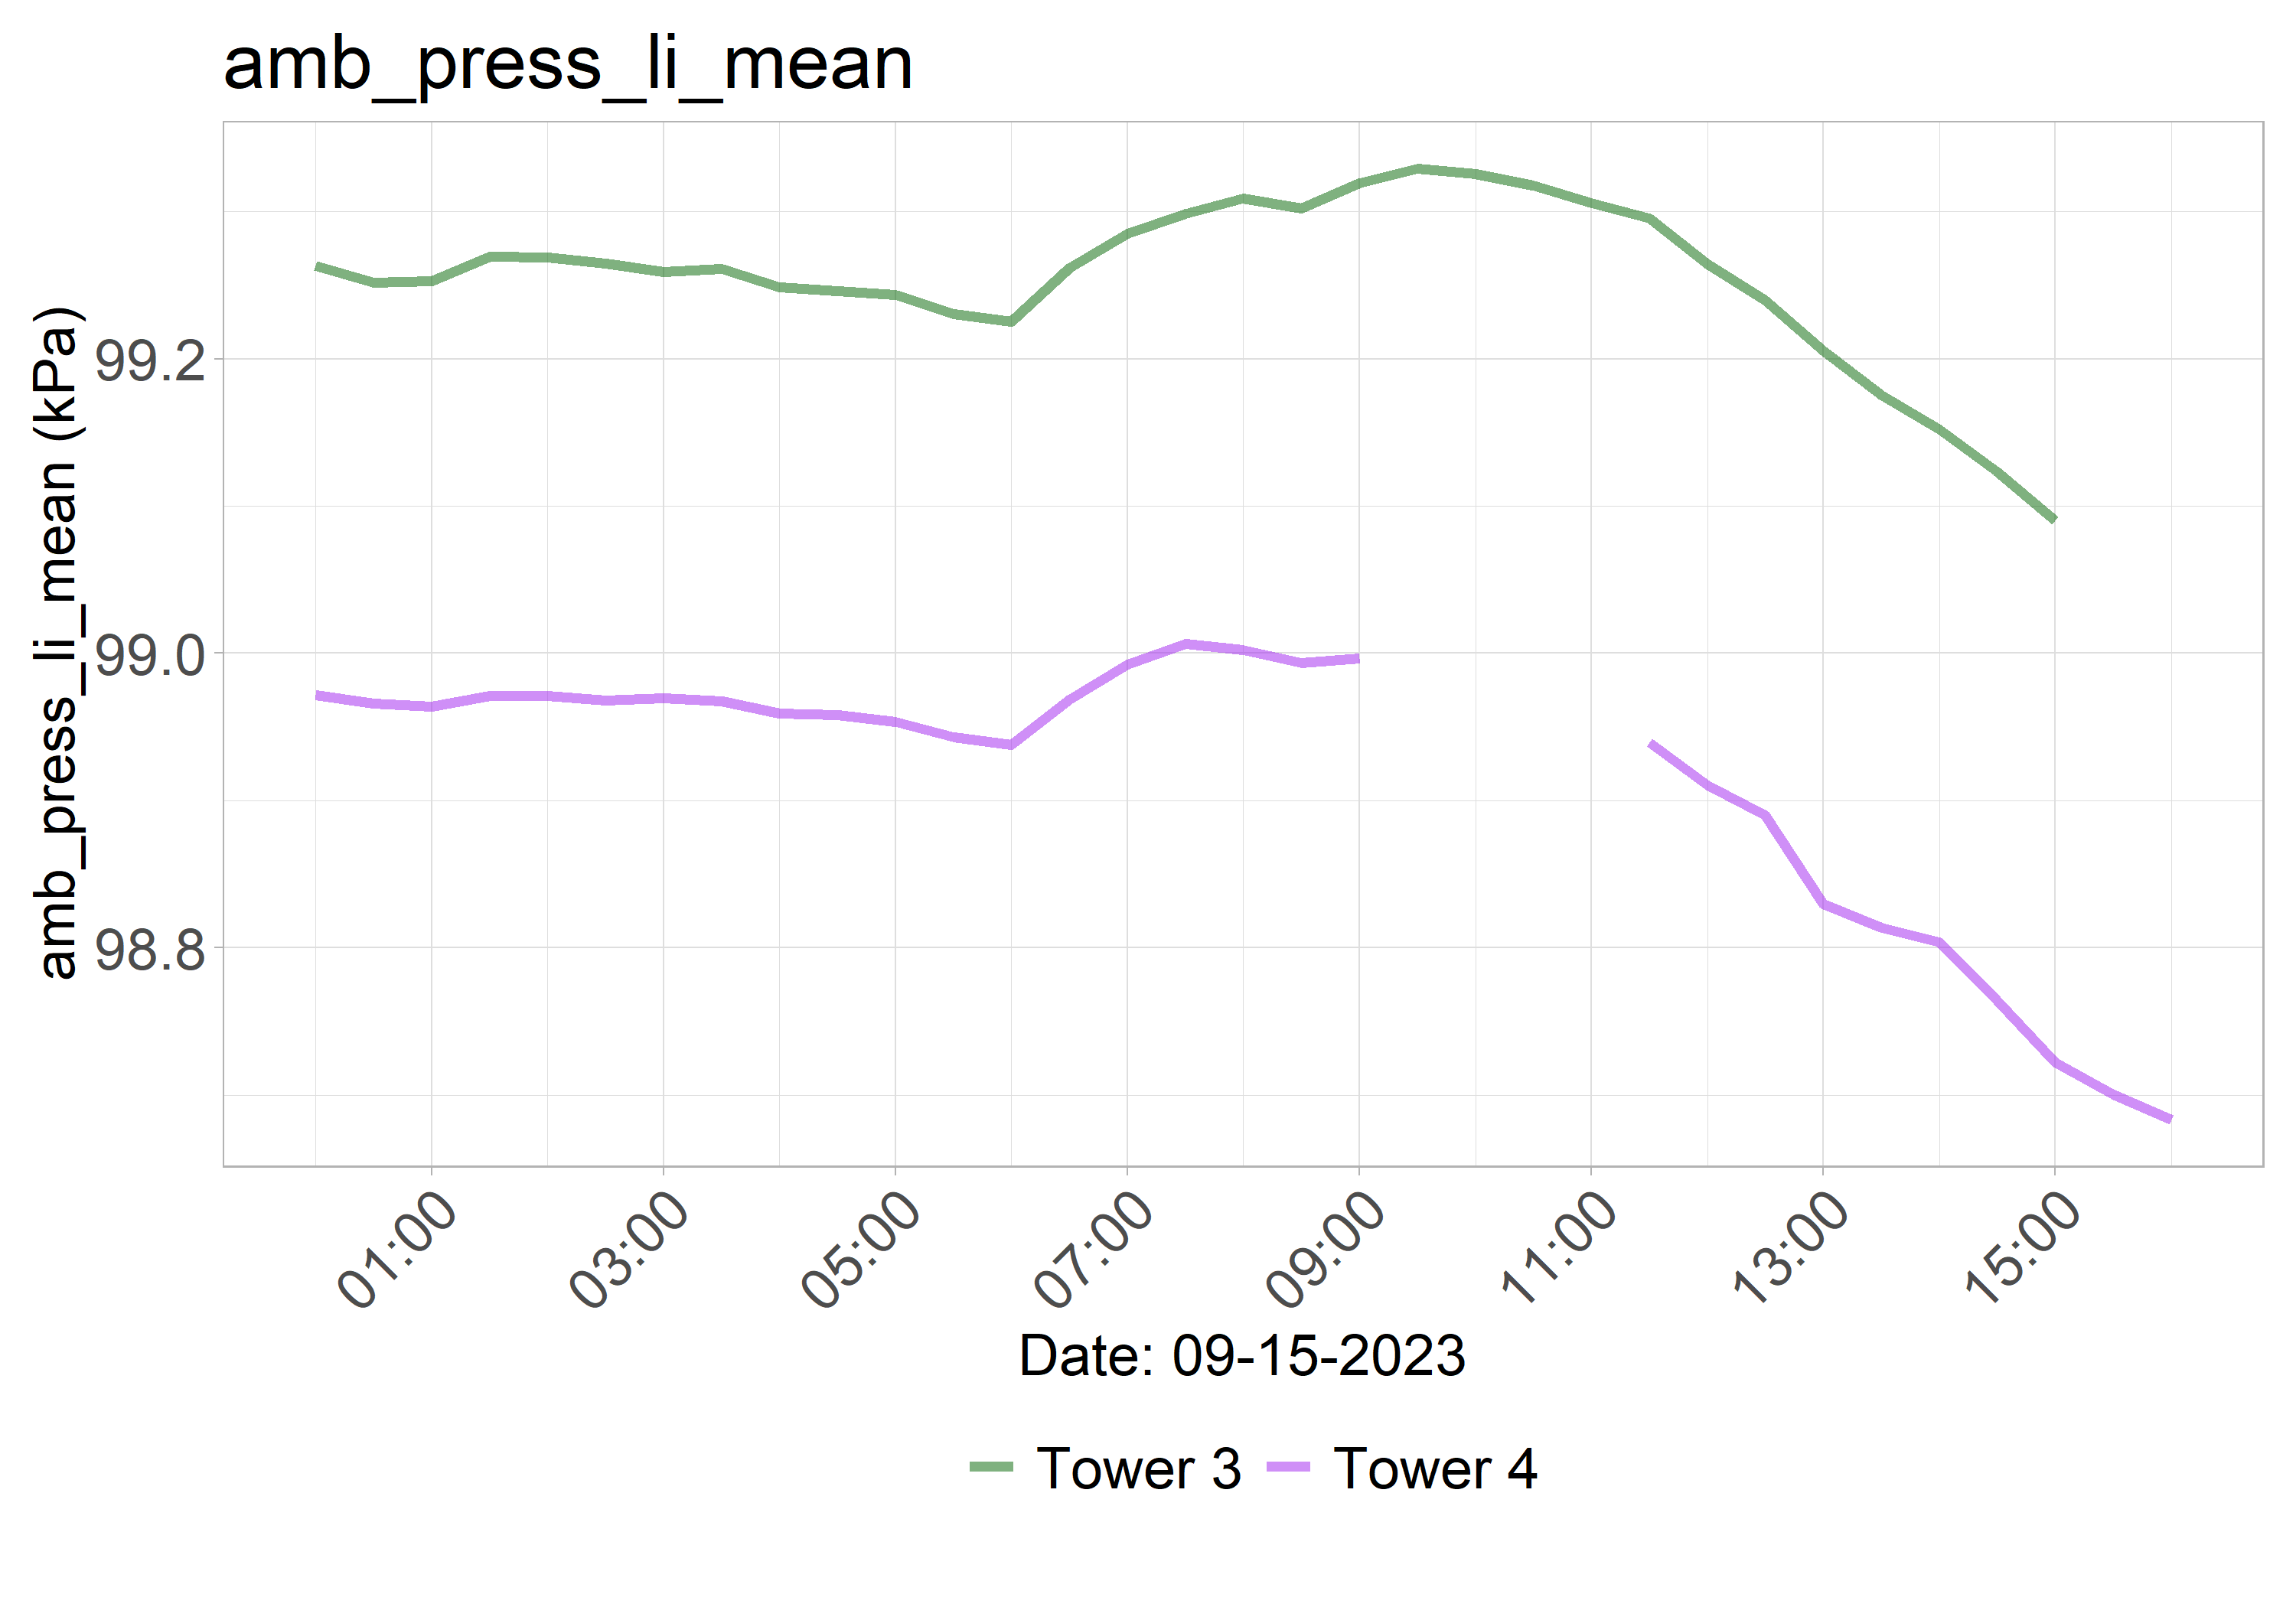 amb_press_li_mean
amb_press_li_mean (kPa)
99.2
99.0
98.8
01:00
03:00
05:00
07:00
09:00
11:00
13:00
15:00
Date: 09-15-2023
Tower 3
Tower 4